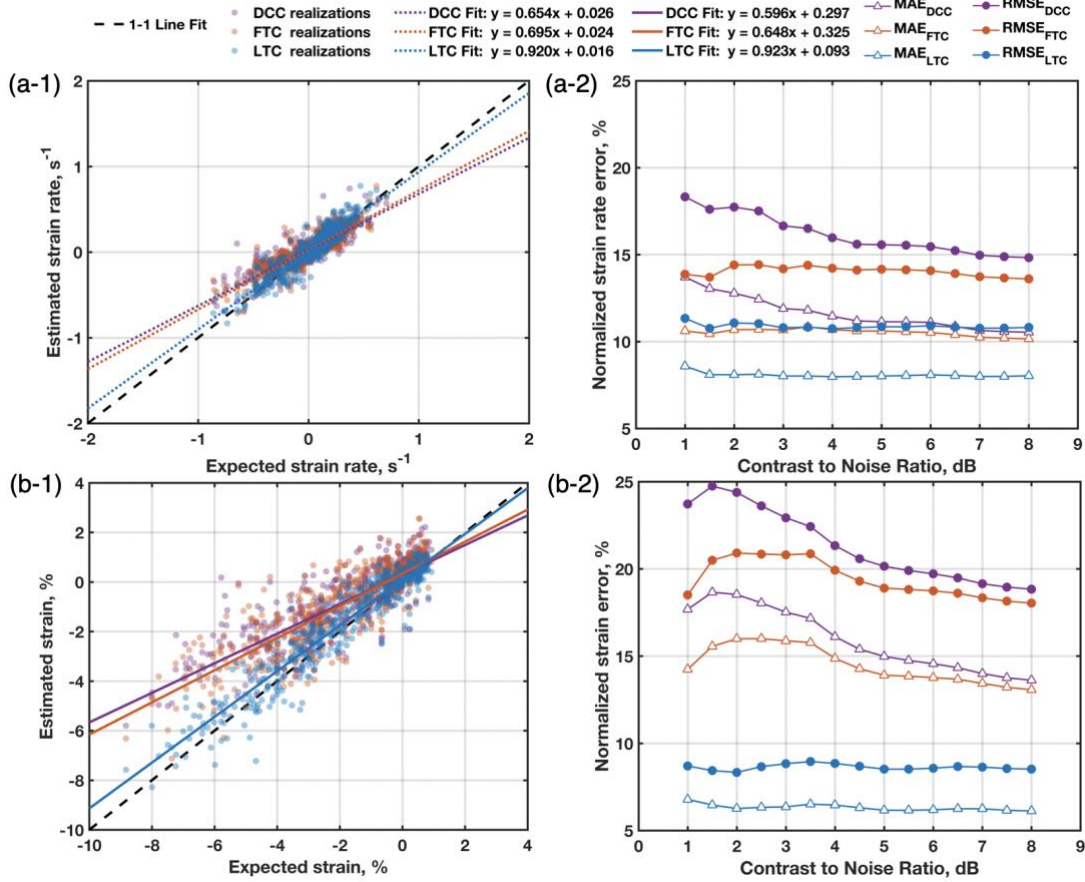 1-1 Line Fit
DCC realizations
FTC realizations
LTC realizations
DCC Fit: y = 0.654x + 0.026
FTC Fit: y = 0.695x + 0.024
LTC Fit: y = 0.920x + 0.016
DCC Fit: y = 0.596x + 0.297
FTC Fit: y = 0.648x + 0.325
LTC Fit: y = 0.923x + 0.093
MAE_DCC
MAE_FTC
MAE_LTC
RMSE_DCC
RMSE_FTC
RMSE_LTC
(a-1)
Estimated strain rate, s⁻¹
2
1
0
-1
-2
-2 -1 0 1 2
Expected strain rate, s⁻¹
(a-2)
Normalized strain rate error, %
25
20
15
10
5
0 1 2 3 4 5 6 7 8 9
Contrast to Noise Ratio, dB
(b-1)
Estimated strain, %
4
2
0
-2
-4
-6
-8
-10
-10 -8 -6 -4 -2 0 2 4
Expected strain, %
(b-2)
Normalized strain error, %
25
20
15
10
5
0 1 2 3 4 5 6 7 8 9
Contrast to Noise Ratio, dB